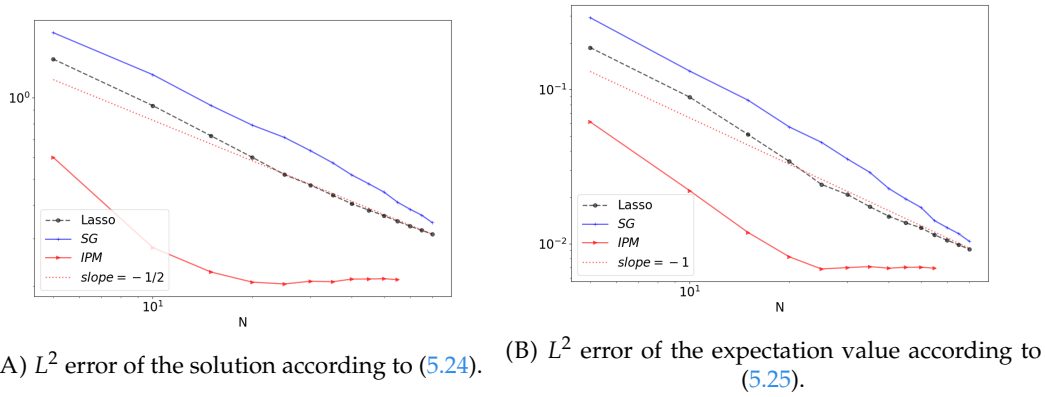 10⁰
Lasso
SG
IPM
slope = −1/2
10¹
N
10⁻¹
10⁻²
Lasso
SG
IPM
slope = −1
10¹
N
A) L² error of the solution according to (5.24).
(B) L² error of the expectation value according to
(5.25).